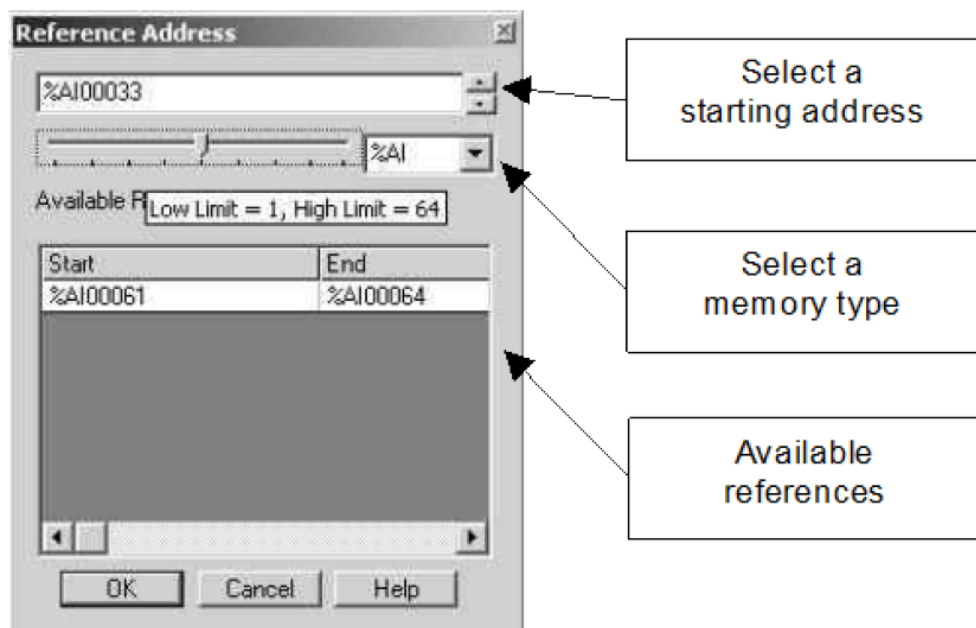 Reference Address
%AI00033
Select a
starting address
%AI
Available R
Low Limit = 1, High Limit = 64
Select a
memory type
Start End
%AI00061 %AI00064
Available
references
OK Cancel Help